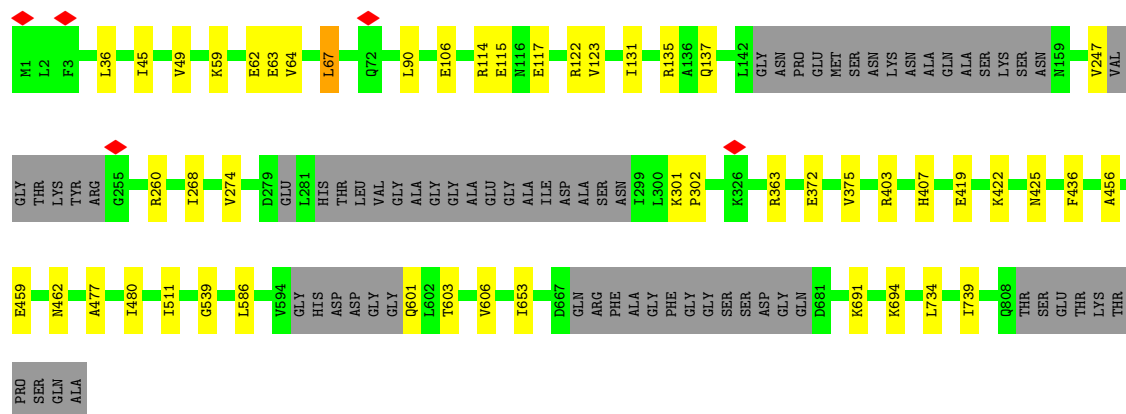 M1 L2 F3 L36 I45 V49 K59 E62 E63 V64 L67 Q72 L90 E106 R114 E115 N116 E117 R122 V123 I131 R135 A136 Q137 L142 GLY ASN PRO GLU MET SER ASN LYS ASN ALA GLN ALA SER LYS SER ASN N159 V247 VAL
GLY THR LYS TYR ARG G255 R260 I268 V274 D279 GLU L281 HIS THR LEU VAL GLY ALA GLY GLY ALA GLU GLY ALA ILE ASP ALA SER ASN I299 L300 K301 P302 K326 R363 E372 V375 R403 H407 E419 K422 N425 F436 A456
E459 N462 A477 I480 I511 G539 L586 V594 GLY HIS ASP ASP GLY GLY Q601 L602 T603 V606 I653 D667 GLN ARG PHE ALA GLY PHE GLY GLY SER SER ASP GLY GLN D681 K691 K694 L734 I739 Q808 THR SER GLU THR LYS THR
PRO SER GLN ALA